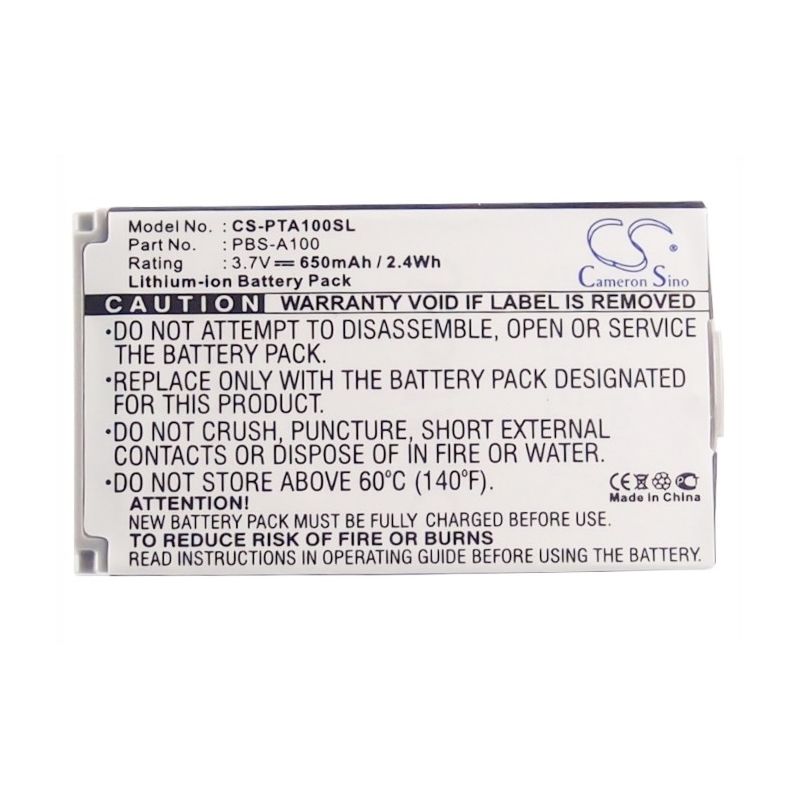 Model No. : CS-PTA100SL
Part No. : PBS-A100
Rating : 3.7V 650mAh / 2.4Wh
Lithium-ion Battery Pack
CS
Cameron Sino
CAUTION WARRANTY VOID IF LABEL IS REMOVED
•DO NOT ATTEMPT TO DISASSEMBLE, OPEN OR SERVICE
THE BATTERY PACK.
•REPLACE ONLY WITH THE BATTERY PACK DESIGNATED
FOR THIS PRODUCT.
•DO NOT CRUSH, PUNCTURE, SHORT EXTERNAL
CONTACTS OR DISPOSE OF IN FIRE OR WATER.
•DO NOT STORE ABOVE 60°C (140°F).
CE
Made in China
ATTENTION!
NEW BATTERY PACK MUST BE FULLY CHARGED BEFORE USE
TO REDUCE RISK OF FIRE OR BURNS
READ INSTRUCTIONS IN OPERATING GUIDE BEFORE USE THE BATTERY.